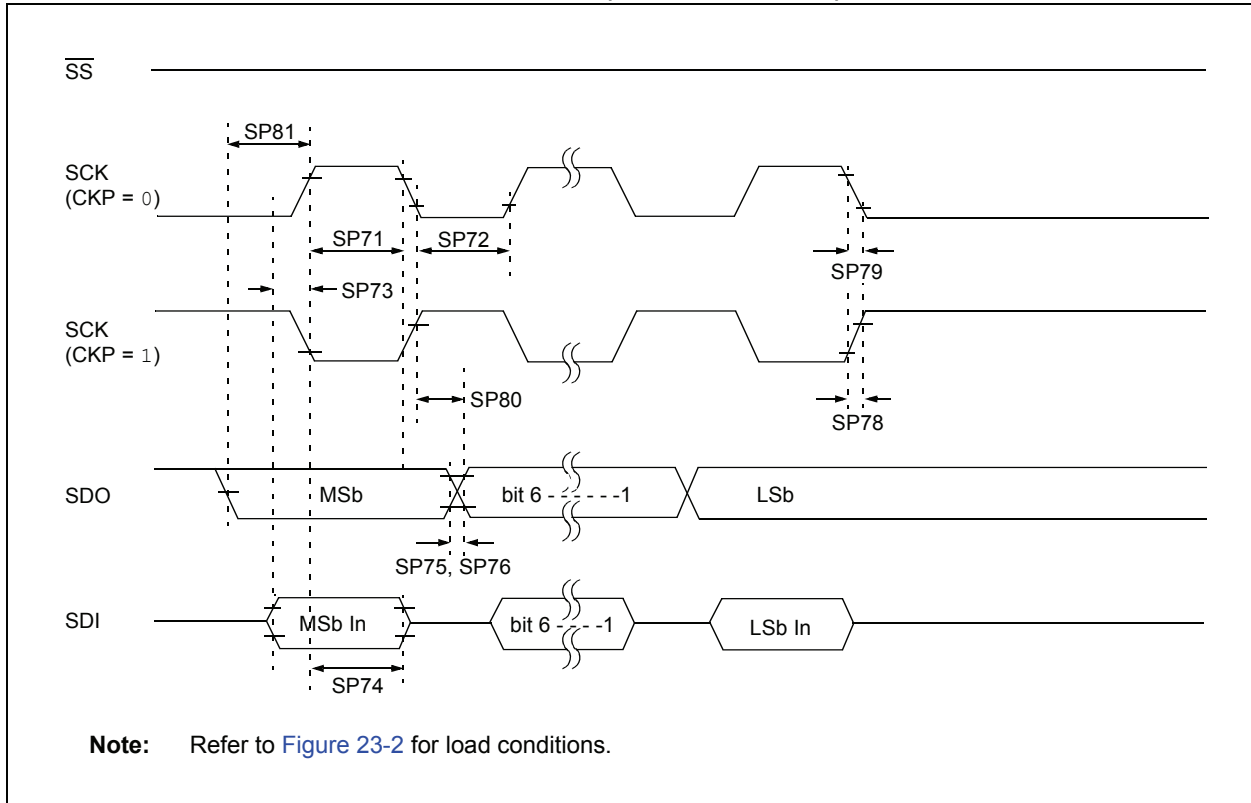 SS
SP81
SCK
(CKP = 0)
SP71
SP72
SP79
SP73
SCK
(CKP = 1)
SP80
SP78
SDO
MSb
bit 6 - - - - - -1
LSb
SP75, SP76
SDI
MSb In
bit 6 - - - - -1
LSb In
SP74
Note: Refer to Figure 23-2 for load conditions.